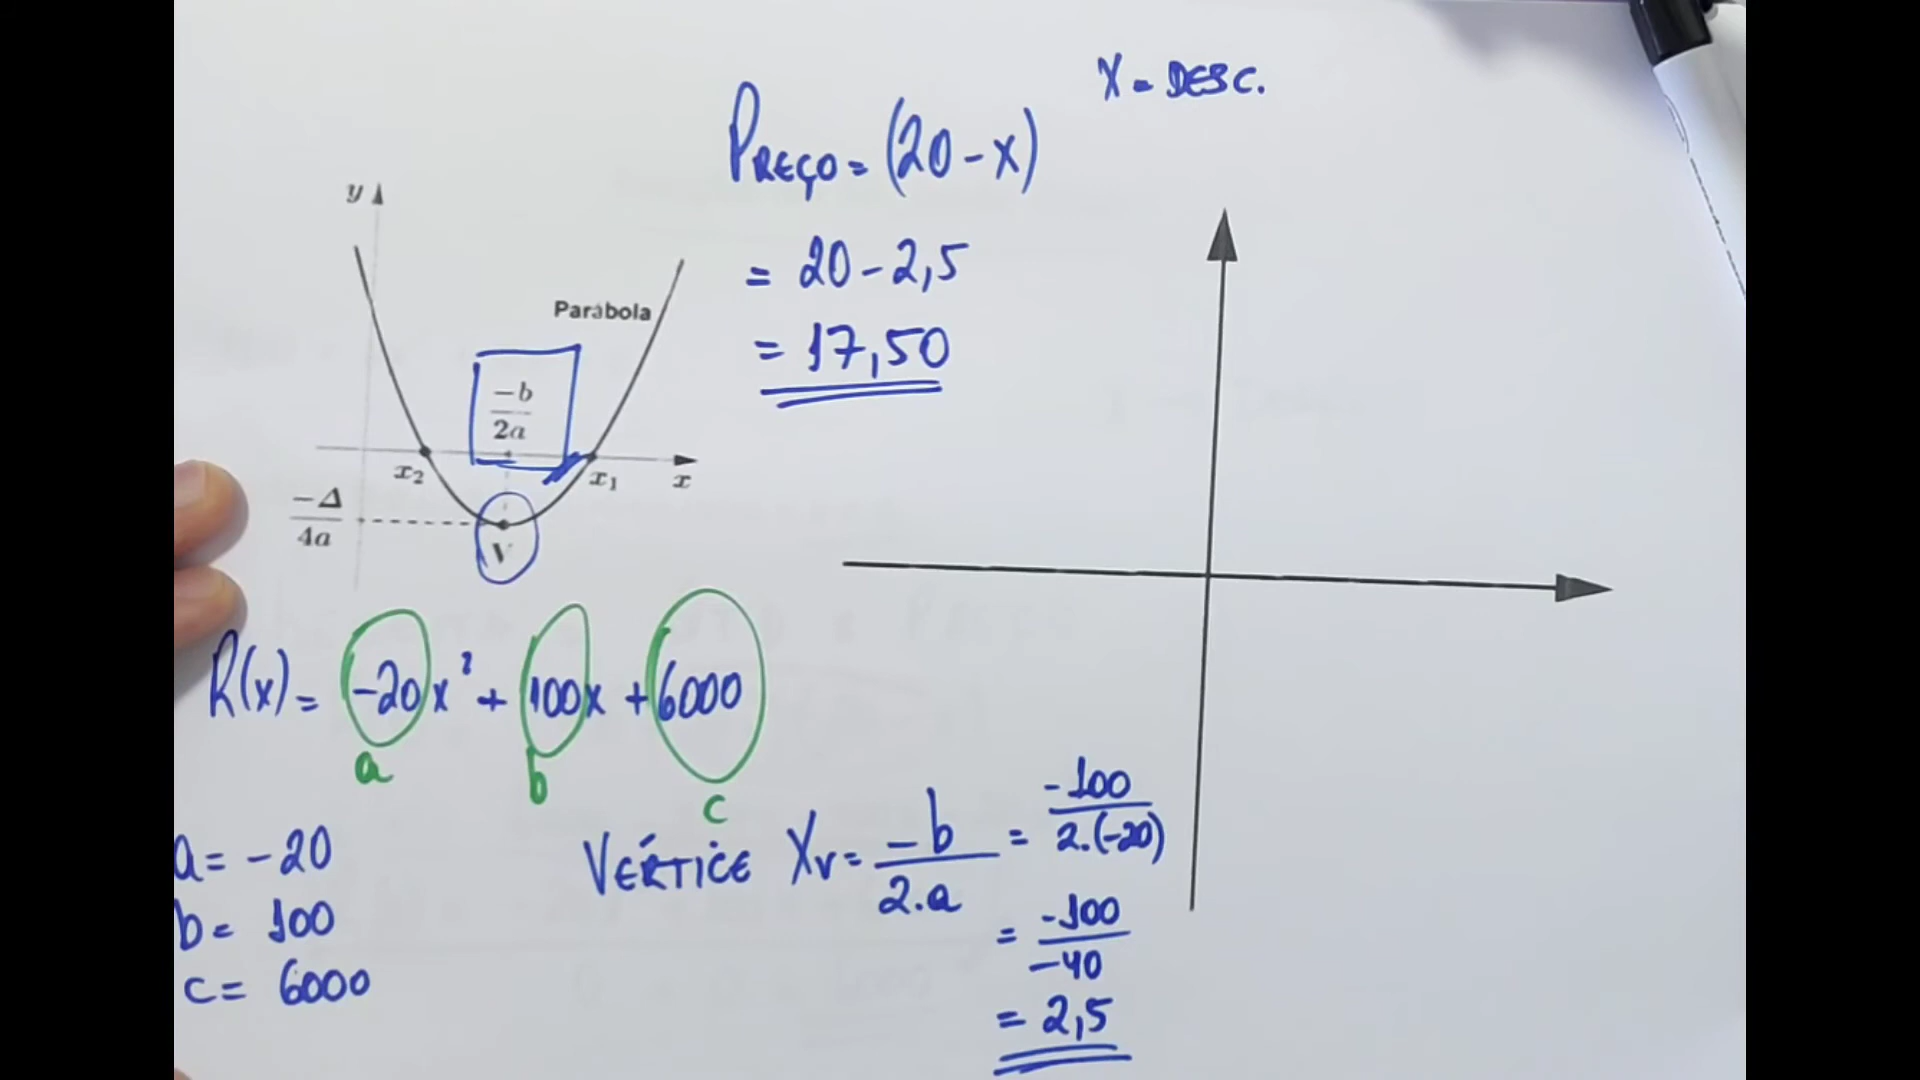 X = DESC.
PREÇO = (20 - x)
= 20 - 2,5
= 17,50
y
Parábola
-b
2a
x₂
x₁
x
-Δ
4a
V
R(x) = -20x² + 100x + 6000
a
b
c
a = -20
b = 100
c = 6000
VÉRTICE Xv = -b / 2.a = -100 / 2.(-20)
= -100 / -40
= 2,5